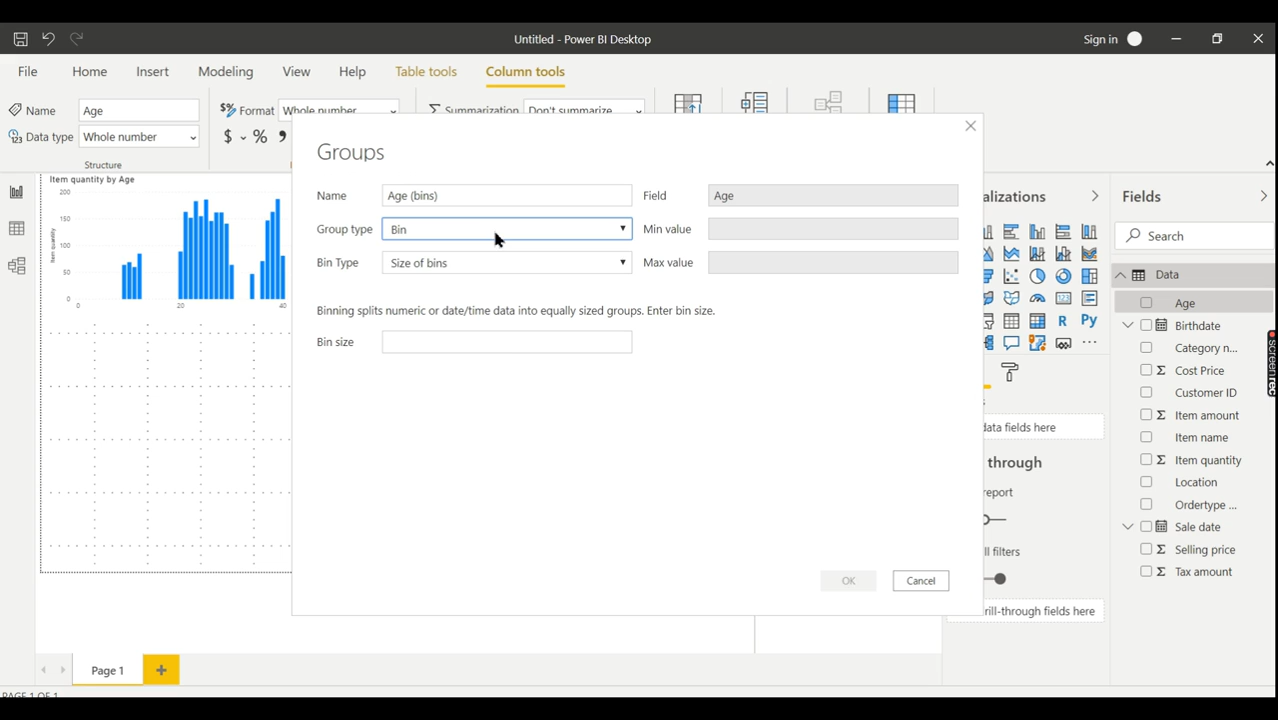 Untitled - Power BI Desktop
Sign in
File Home Insert Modeling View Help Table tools Column tools
Name Age
$% Format Whole number
Σ Summarization Don't summarize
Data type Whole number
$ % ,
Structure
Groups
Name Age (bins) Field Age
Group type Bin Min value
Bin Type Size of bins Max value
Binning splits numeric or date/time data into equally sized groups. Enter bin size.
Bin size
OK Cancel
Item quantity by Age
200
150
100
50
0
Item quantity
0 20 40
alizations
R Py
data fields here
through
report
ll filters
rill-through fields here
Fields
Search
Data
Age
Birthdate
Category n...
Σ Cost Price
Customer ID
Σ Item amount
Item name
Σ Item quantity
Location
Ordertype ...
Sale date
Σ Selling price
Σ Tax amount
screenrec
Page 1
PAGE 1 OF 1